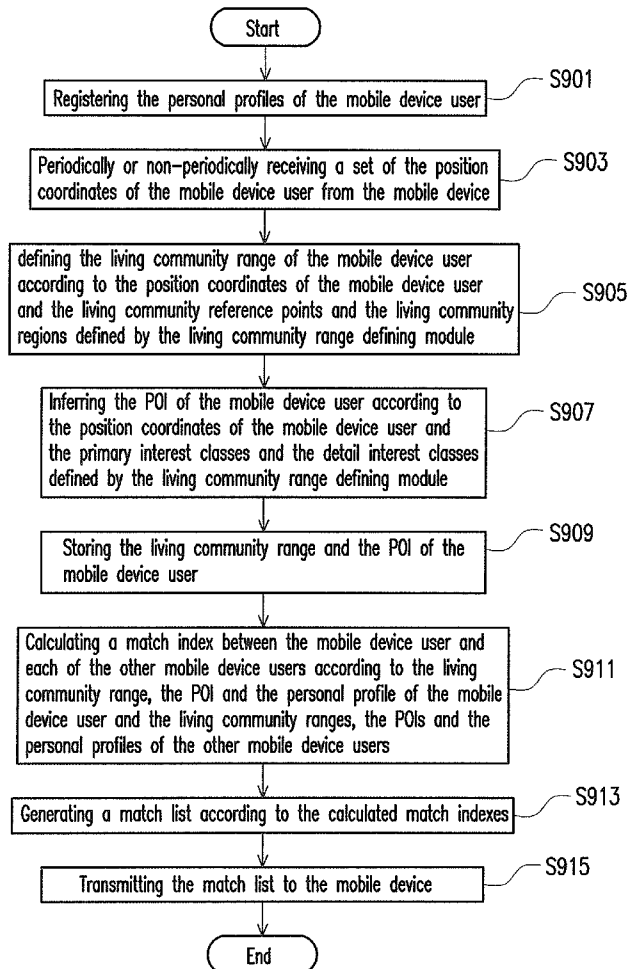 Start
Registering the personal profiles of the mobile device user
S901
Periodically or non-periodically receiving a set of the position
coordinates of the mobile device user from the mobile device
S903
defining the living community range of the mobile device user
according to the position coordinates of the mobile device user
and the living community reference points and the living community
regions defined by the living community range defining module
S905
Inferring the POI of the mobile device user according to
the position coordinates of the mobile device user and
the primary interest classes and the detail interest classes
defined by the living community range defining module
S907
Storing the living community range and the POI of the
mobile device user
S909
Calculating a match index between the mobile device user and
each of the other mobile device users according to the living
community range, the POI and the personal profile of the mobile
device user and the living community ranges, the POIs and the
personal profiles of the other mobile device users
S911
Generating a match list according to the calculated match indexes
S913
Transmitting the match list to the mobile device
S915
End